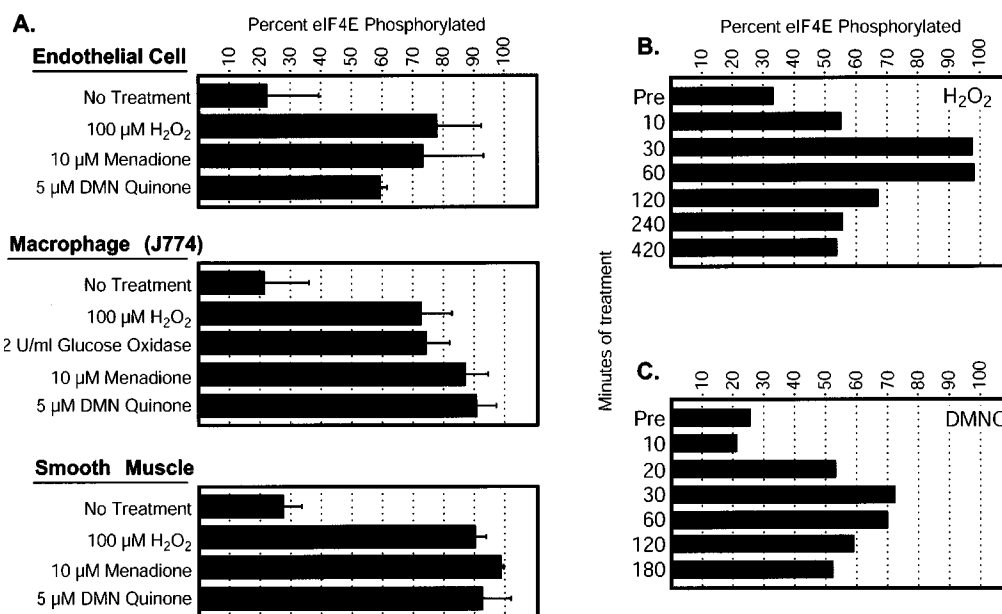 A.
Percent eIF4E Phosphorylated
10 20 30 40 50 60 70 80 90 100
Endothelial Cell
No Treatment
100 µM H₂O₂
10 µM Menadione
5 µM DMN Quinone
Macrophage (J774)
No Treatment
100 µM H₂O₂
2 U/ml Glucose Oxidase
10 µM Menadione
5 µM DMN Quinone
Smooth Muscle
No Treatment
100 µM H₂O₂
10 µM Menadione
5 µM DMN Quinone
Percent eIF4E Phosphorylated
B.
10 20 30 40 50 60 70 80 90 100
H₂O₂
Pre
10
30
60
120
240
420
Minutes of treatment
C.
10 20 30 40 50 60 70 80 90 100
DMNQ
Pre
10
20
30
60
120
180